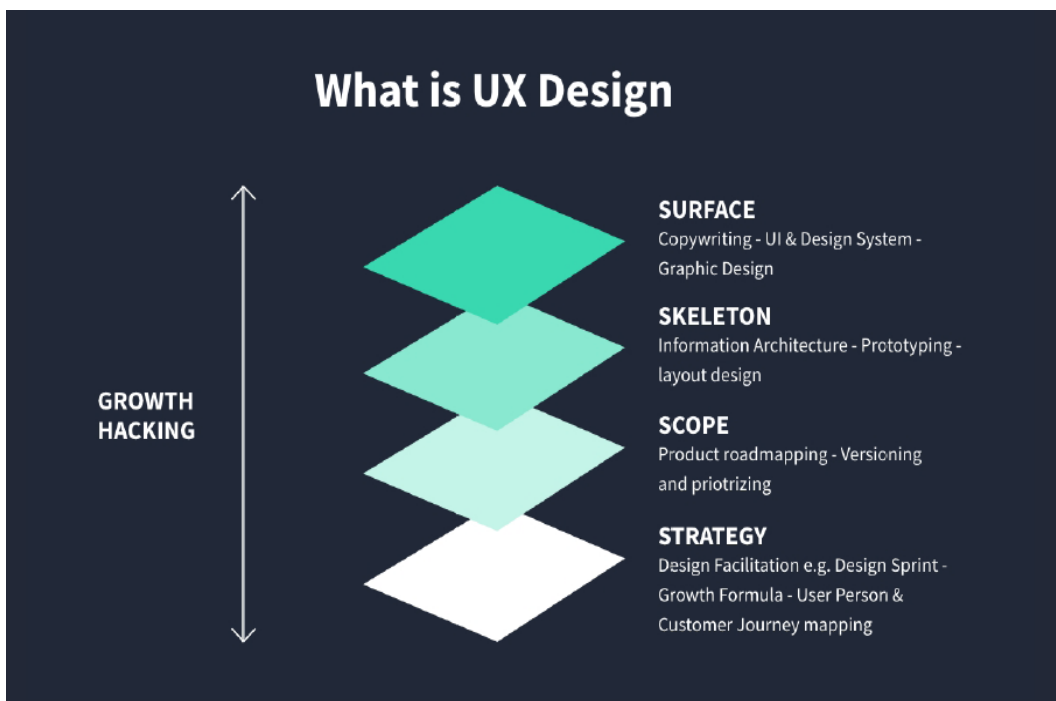 What is UX Design
SURFACE
Copywriting - UI & Design System -
Graphic Design
SKELETON
Information Architecture - Prototyping -
layout design
GROWTH
HACKING
SCOPE
Product roadmapping - Versioning
and priotrizing
STRATEGY
Design Facilitation e.g. Design Sprint -
Growth Formula - User Person &
Customer Journey mapping